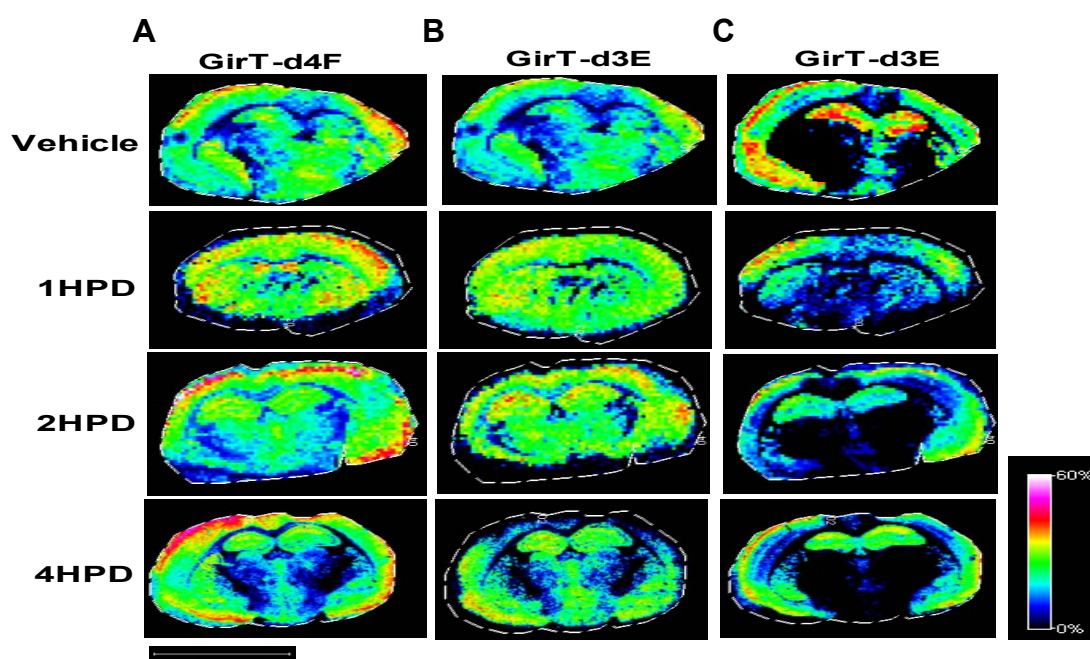 A B C
GirT-d4F GirT-d3E GirT-d3E
Vehicle
1HPD
2HPD
4HPD
60%
0%